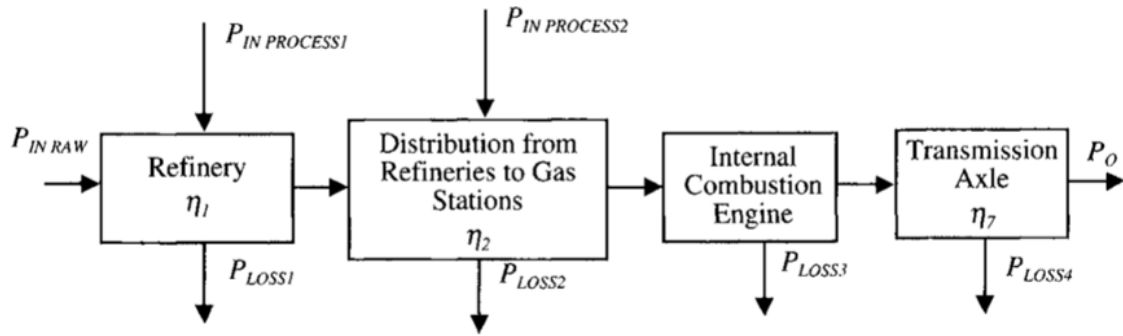 P_IN PROCESS1
P_IN PROCESS2
P_IN RAW
Refinery
η_1
Distribution from
Refineries to Gas
Stations
η_2
Internal
Combustion
Engine
Transmission
Axle
η_7
P_O
P_LOSS1
P_LOSS2
P_LOSS3
P_LOSS4